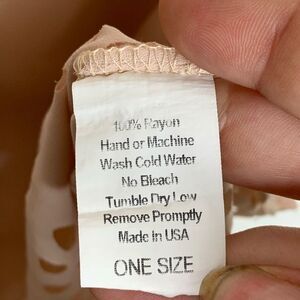 100% Rayon
Hand or Machine
Wash Cold Water
No Bleach
Tumble Dry Low
Remove Promptly
Made in USA
ONE SIZE